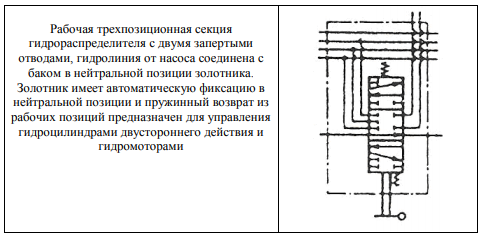 Рабочая трехпозиционная секция
гидрораспределителя с двумя запертыми
отводами, гидролиния от насоса соединена с
баком в нейтральной позиции золотника.
Золотник имеет автоматическую фиксацию в
нейтральной позиции и пружинный возврат из
рабочих позиций предназначен для управления
гидроцилиндрами двустороннего действия и
гидромоторами